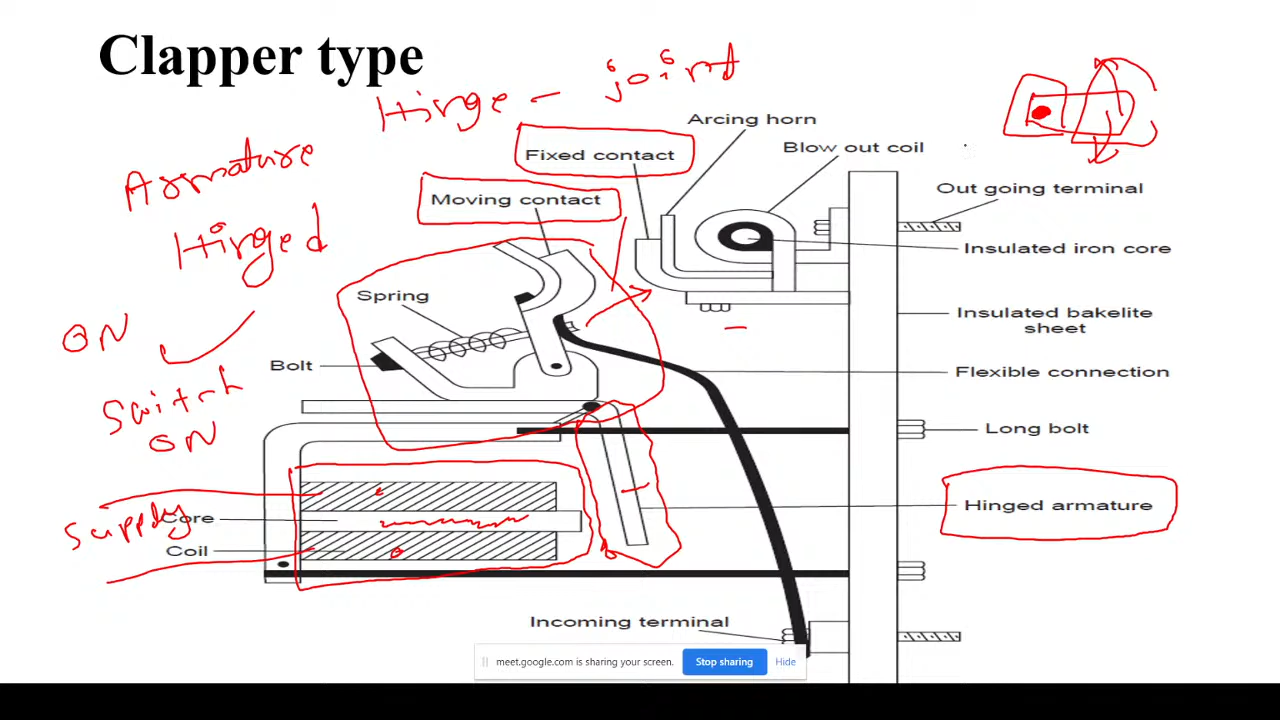 Clapper type
Hinge - joint
Arcing horn
Fixed contact
Blow out coil
Armature
Moving contact
Out going terminal
Hinged
Insulated iron core
Spring
ON
Insulated bakelite
sheet
Bolt
Flexible connection
Switch
ON
Long bolt
Supply
Core
Hinged armature
Coil
Incoming terminal
meet.google.com is sharing your screen.
Stop sharing
Hide